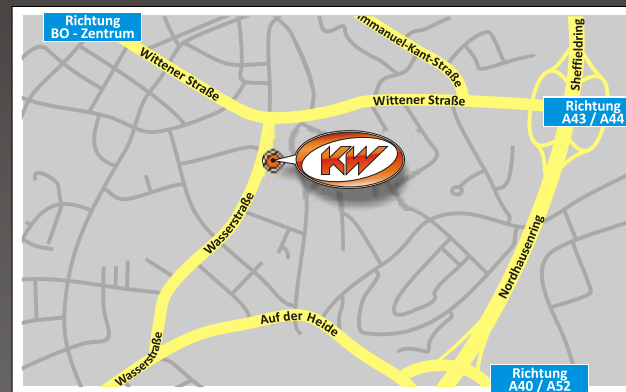 Richtung
BO - Zentrum
Wittener Straße
Immanuel-Kant-Straße
Sheffieldring
Wittener Straße
Richtung
A43 / A44
KW
Wasserstraße
Nordhausenring
Auf der Heide
Wasserstraße
Richtung
A40 / A52